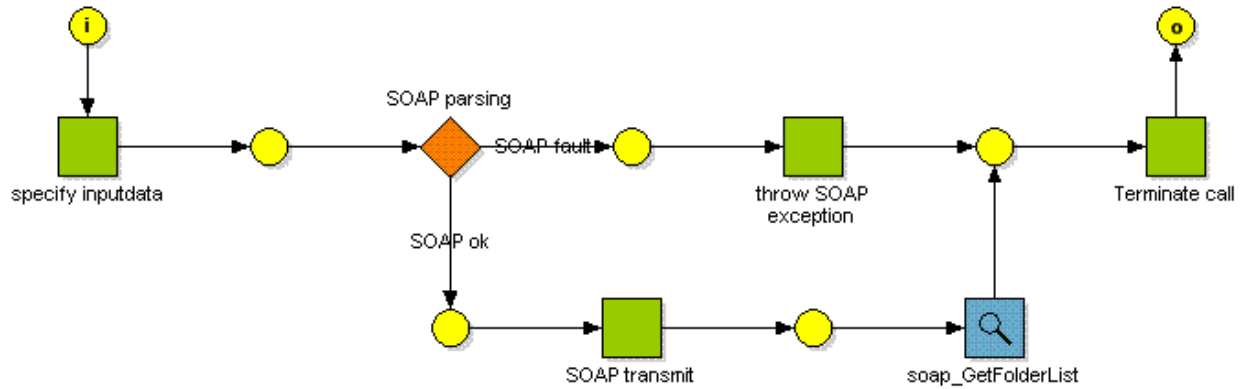 i
o
SOAP parsing
SOAP fault
specify inputdata
throw SOAP
exception
Terminate call
SOAP ok
SOAP transmit
soap_GetFolderList